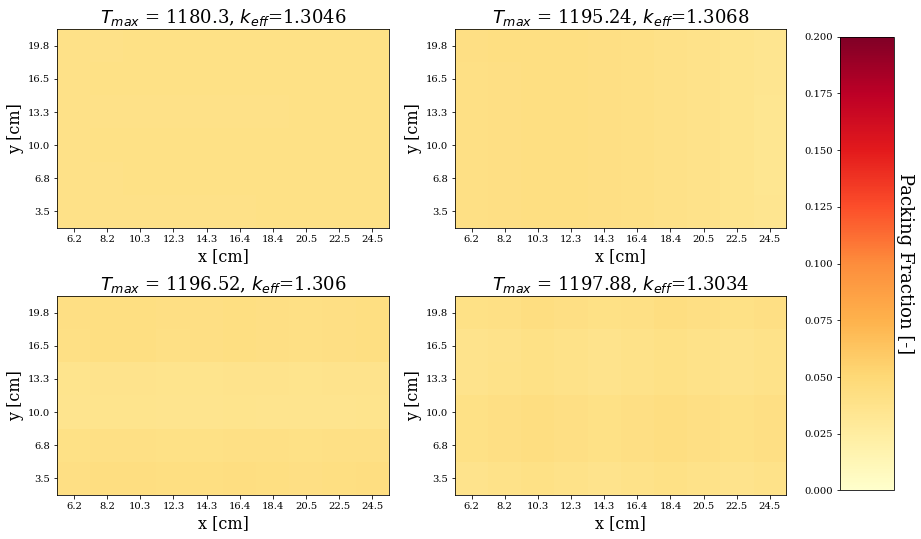 T_max = 1180.3, k_eff=1.3046
T_max = 1195.24, k_eff=1.3068
19.8
16.5
13.3
10.0
6.8
3.5
y [cm]
6.2 8.2 10.3 12.3 14.3 16.4 18.4 20.5 22.5 24.5
x [cm]
19.8
16.5
13.3
10.0
6.8
3.5
y [cm]
6.2 8.2 10.3 12.3 14.3 16.4 18.4 20.5 22.5 24.5
x [cm]
T_max = 1196.52, k_eff=1.306
T_max = 1197.88, k_eff=1.3034
19.8
16.5
13.3
10.0
6.8
3.5
y [cm]
6.2 8.2 10.3 12.3 14.3 16.4 18.4 20.5 22.5 24.5
x [cm]
19.8
16.5
13.3
10.0
6.8
3.5
y [cm]
6.2 8.2 10.3 12.3 14.3 16.4 18.4 20.5 22.5 24.5
x [cm]
0.200
0.175
0.150
0.125
0.100
0.075
0.050
0.025
0.000
Packing Fraction [-]